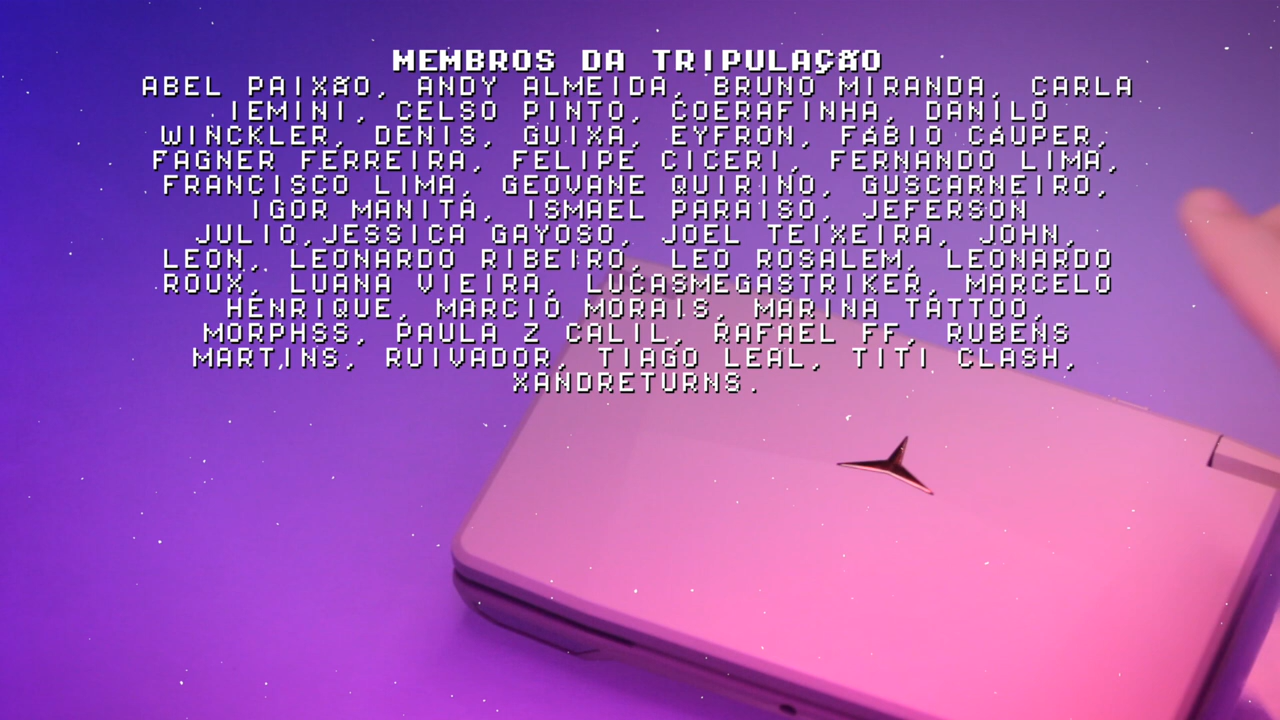 MEMBROS DA TRIPULAÇÃO
ABEL PAIXÃO, ANDY ALMEIDA, BRUNO MIRANDA, CARLA
IEMINI, CELSO PINTO, COERAFINHA, DANILO
WINCKLER, DENIS, GUIXA, EYFRON, FÁBIO CÁUPER,
FAGNER FERREIRA, FELIPE CICERI, FERNANDO LIMA,
FRANCISCO LIMA, GEOVANE QUIRINO, GUSCARNEIRO,
IGOR MANITA, ISMAEL PARAISO, JEFERSON
JULIO,JESSICA GAYOSO, JOEL TEIXEIRA, JOHN,
LEON, LEONARDO RIBEIRO, LEO ROSALEM, LEONARDO
ROUX, LUANA VIEIRA, LUCASMEGASTRIKER, MARCELO
HENRIQUE, MARCIO MORAIS, MARINA TATTOO,
MORPHSS, PAULA Z CALIL, RAFAEL FF, RUBENS
MARTINS, RUIVADOR, TIAGO LEAL, TITI CLASH,
XANDRETURNS.